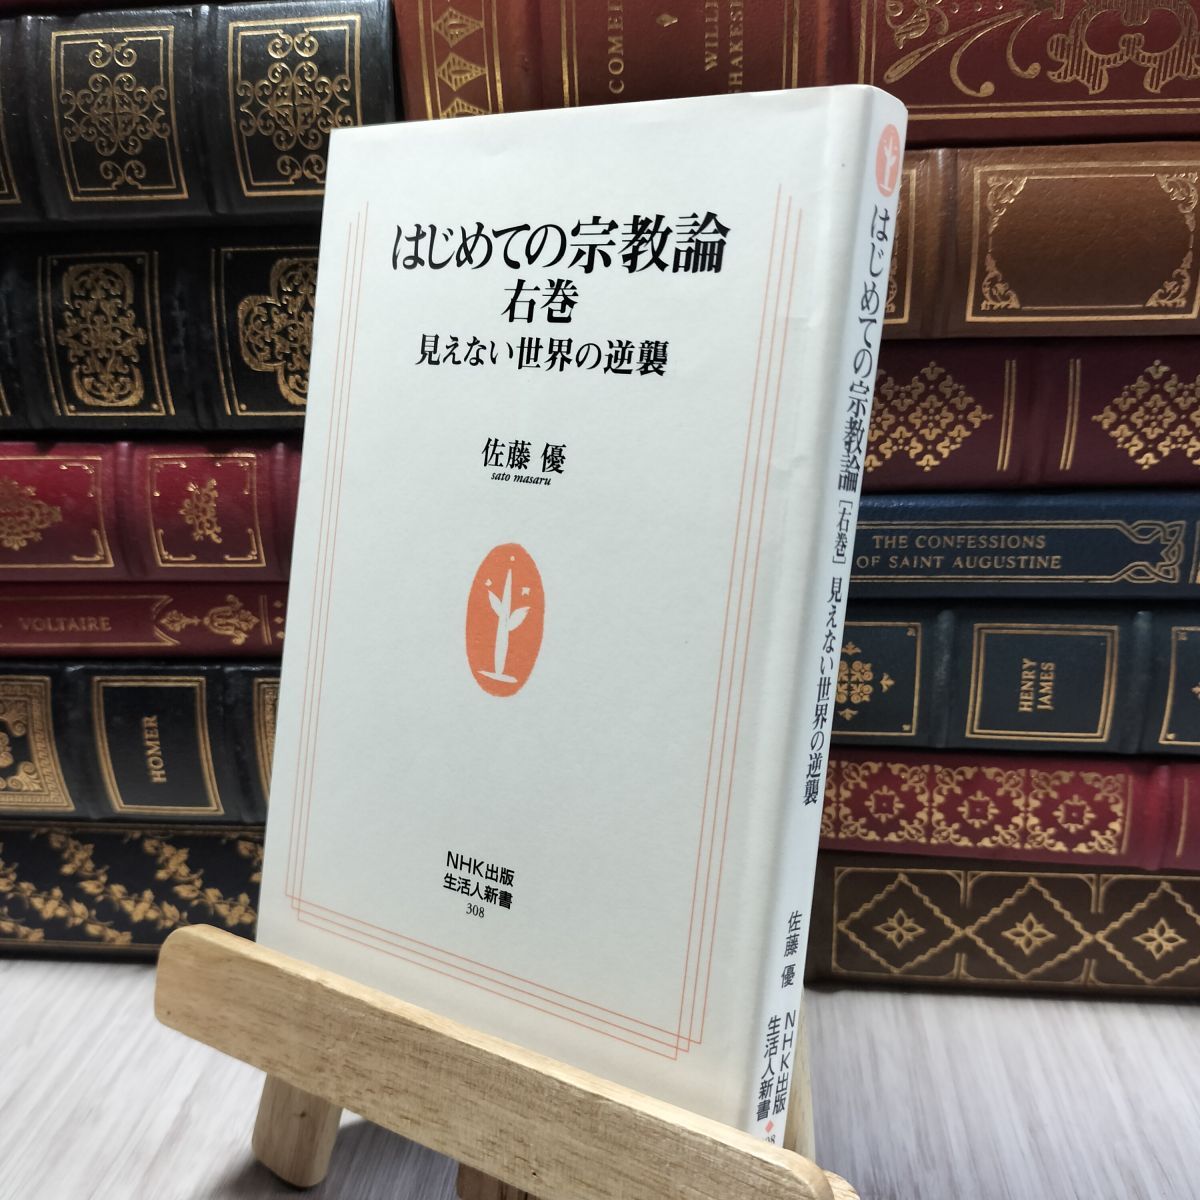 はじめての宗教論
右巻
見えない世界の逆襲
佐藤 優
sato masaru
NHK出版
生活人新書
308
はじめての宗教論 [右巻] 見えない世界の逆襲
佐藤 優
NHK出版
生活人新書
COMED
WILLI
SHAKESP
THE CONFESSIONS
OF SAINT AUGUSTINE
HENRY
JAMES
VOLTAIRE
HOMER